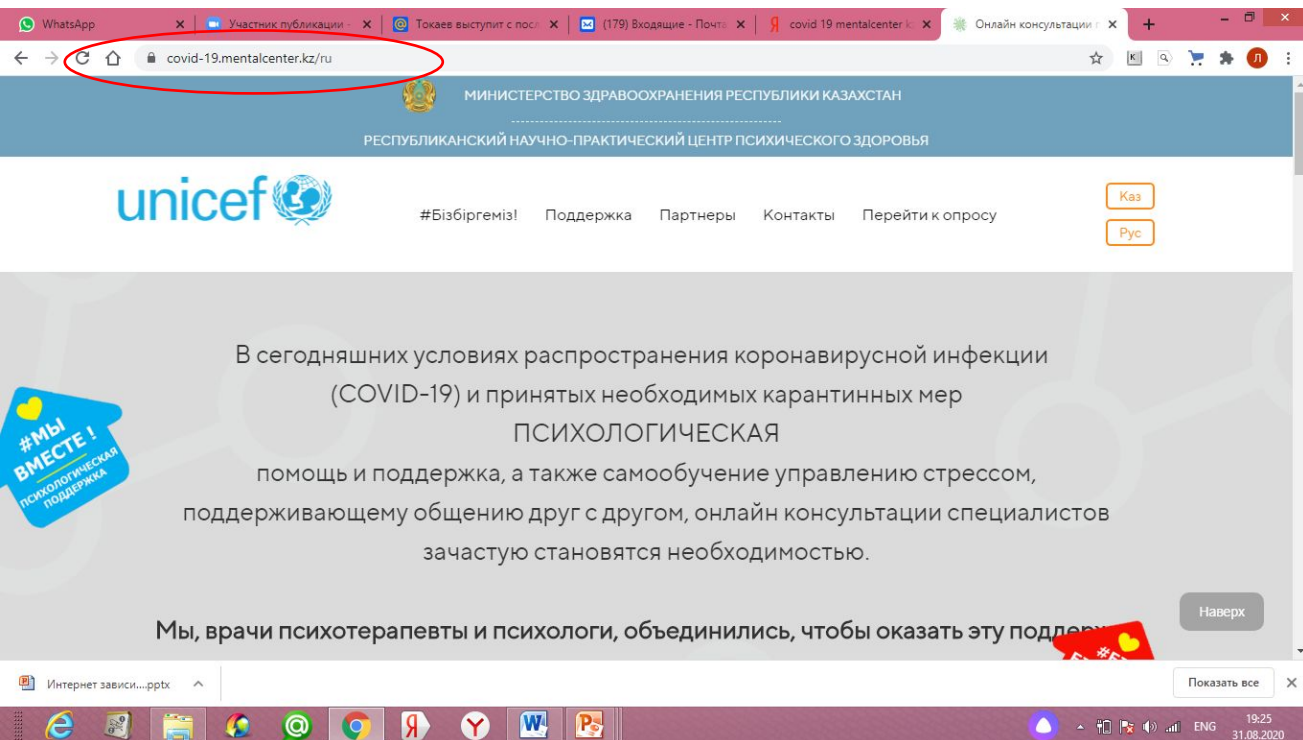 WhatsApp
Участник публикации -
Токаев выступит с посл
(179) Входящие - Почта
covid 19 mentalcenter k
Онлайн консультации п
covid-19.mentalcenter.kz/ru
K
Л
МИНИСТЕРСТВО ЗДРАВООХРАНЕНИЯ РЕСПУБЛИКИ КАЗАХСТАН
РЕСПУБЛИКАНСКИЙ НАУЧНО-ПРАКТИЧЕСКИЙ ЦЕНТР ПСИХИЧЕСКОГО ЗДОРОВЬЯ
unicef
#Бізбіргеміз! Поддержка Партнеры Контакты Перейти к опросу
Каз
Рус
В сегодняшних условиях распространения коронавирусной инфекции
(COVID-19) и принятых необходимых карантинных мер
ПСИХОЛОГИЧЕСКАЯ
помощь и поддержка, а также самообучение управлению стрессом,
поддерживающему общению друг с другом, онлайн консультации специалистов
зачастую становятся необходимостью.
#МЫ
ВМЕСТЕ!
ПСИХОЛОГИЧЕСКАЯ
ПОДДЕРЖКА
Наверх
Мы, врачи психотерапевты и психологи, объединились, чтобы оказать эту поддерж
Интернет зависи....pptx
Показать все
ENG
19:25
31.08.2020